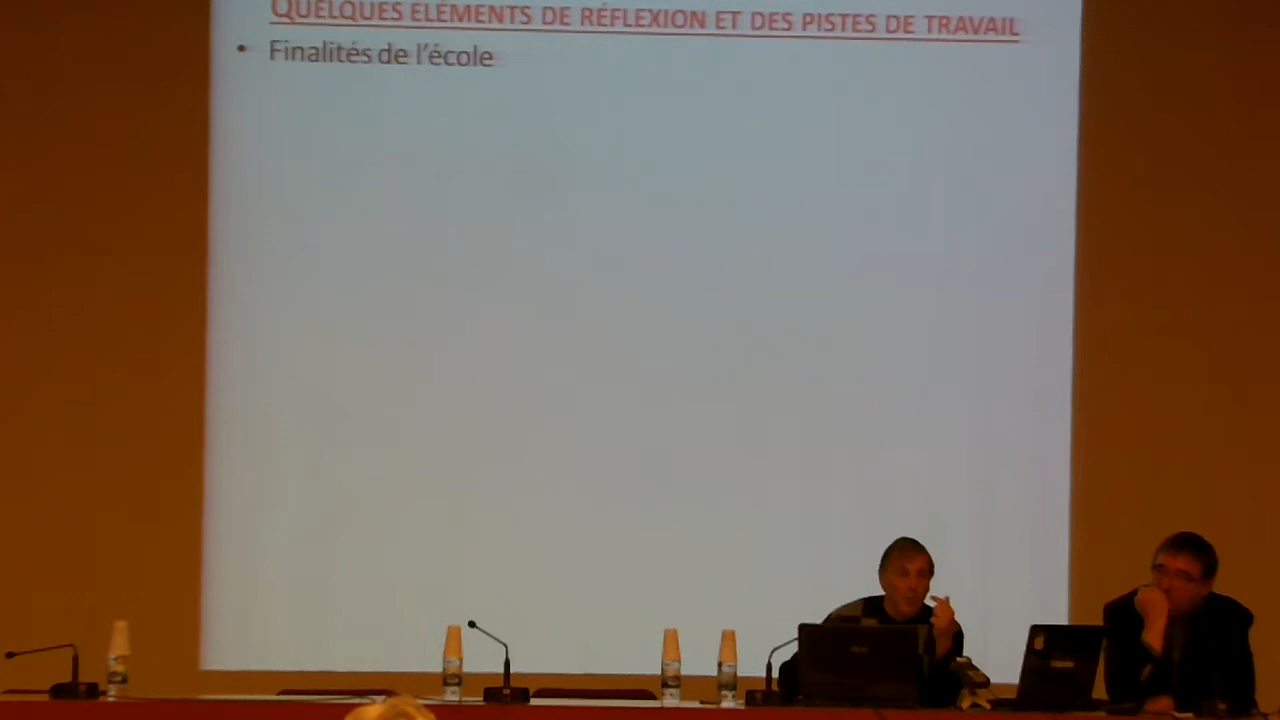 QUELQUES ÉLÉMENTS DE RÉFLEXION ET DES PISTES DE TRAVAIL
• Finalités de l'école